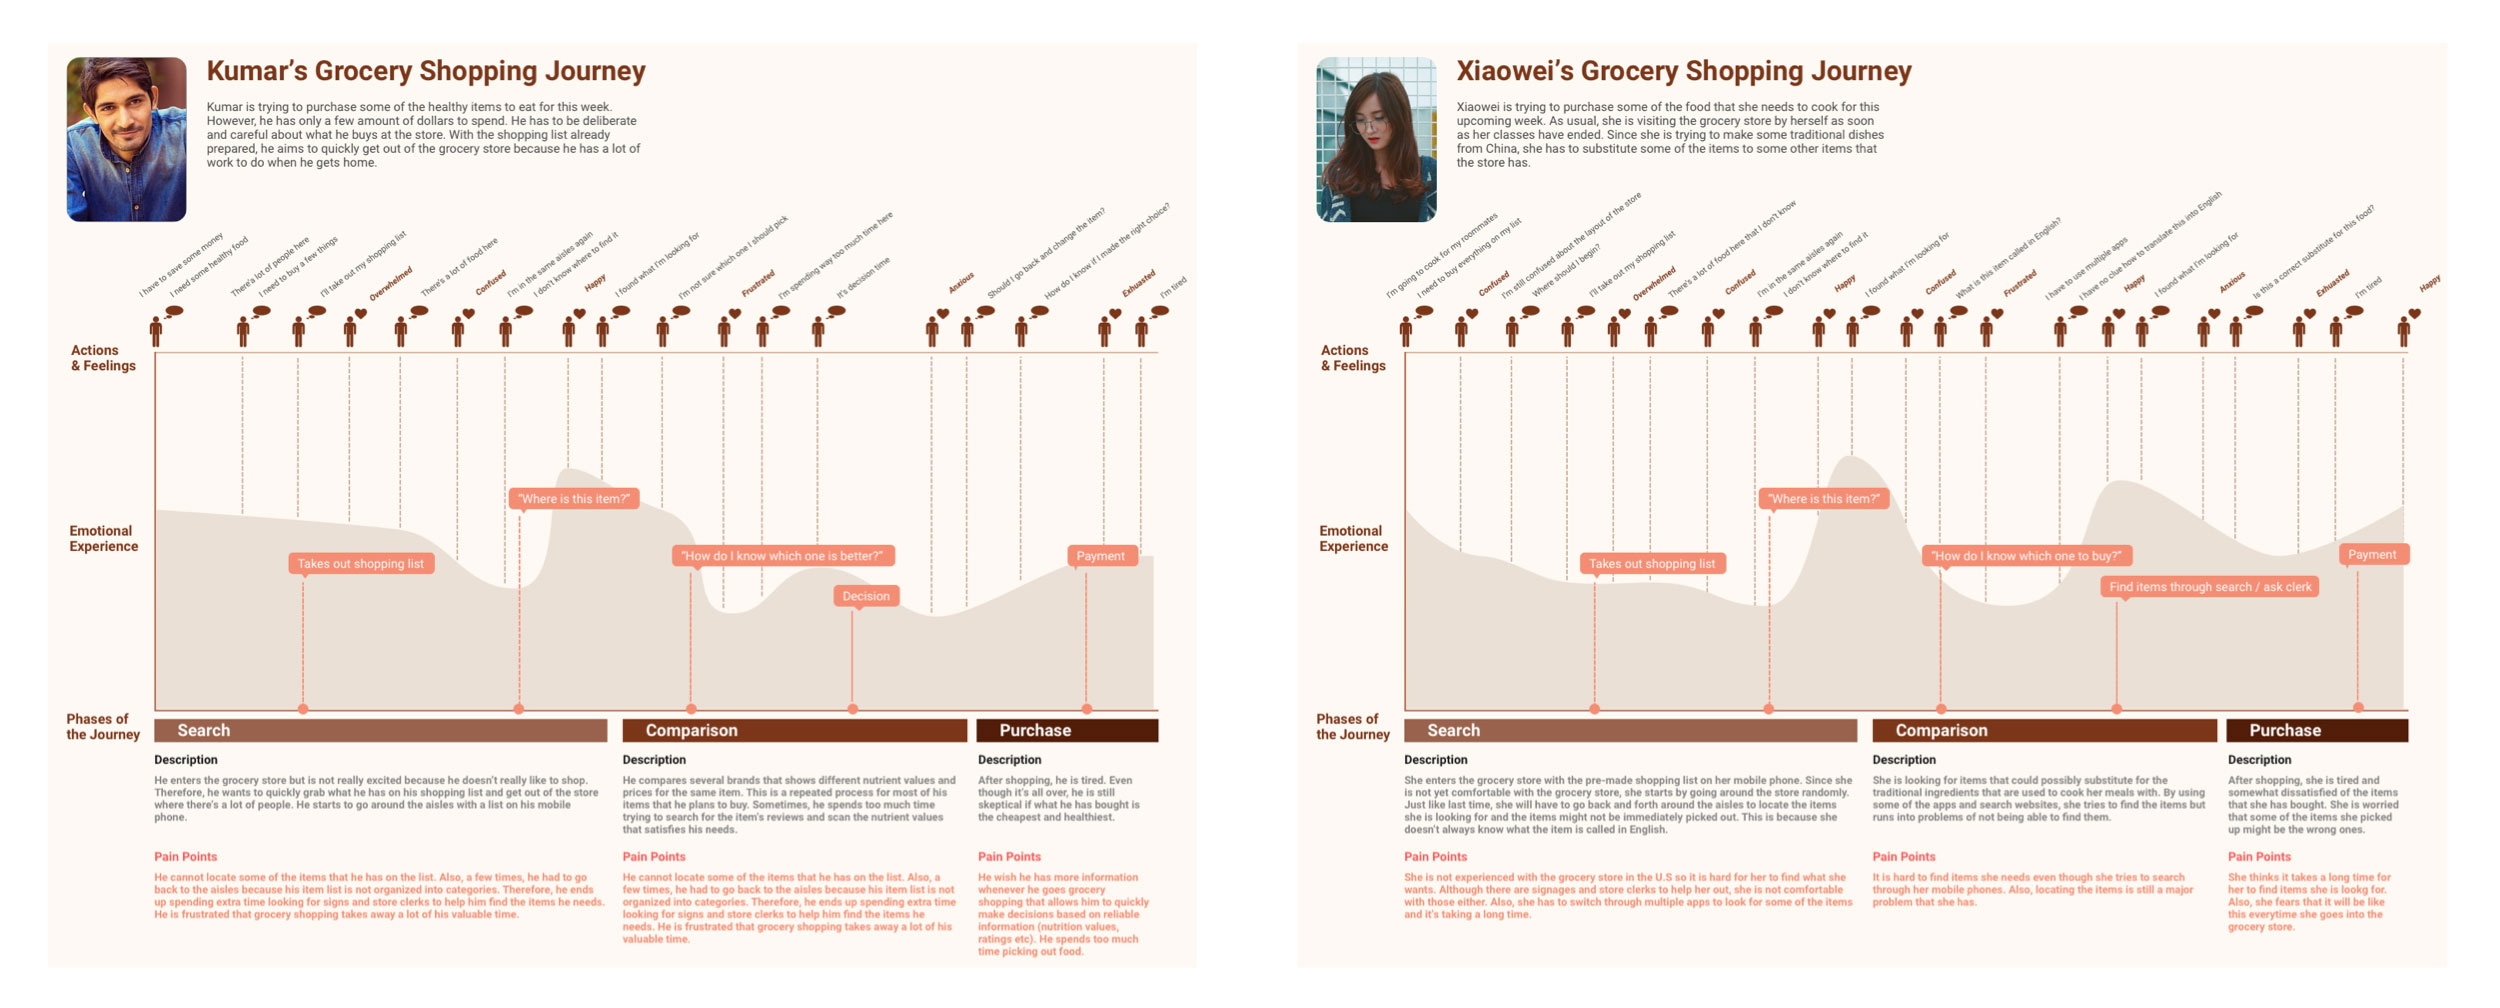 Kumar's Grocery Shopping Journey
Kumar is trying to purchase some of the healthy items to eat for this week.
However, he has only a few amount of dollars to spend. He has to be deliberate
and careful about what he buys at the store. With the shopping list already
prepared, he aims to quickly get out of the grocery store because he has a lot of
work to do when he gets home.
I have to save money
I need some healthy food
There's a lot of people here
I need to buy a few things
I'll take out my shopping list
Overwhelmed
There's a lot of food here
Confused
I'm in the same aisles again
I don't know where to find it
Happy
I found what I'm looking for
I'm not sure which one I should pick
Frustrated
I'm spending way too much time here
It's decision time
Anxious
Should I go back and change the item?
How do I know if I made the right choice?
Exhuasted
I'm tired
Actions
& Feelings
"Where is this item?"
Emotional
Experience
Takes out shopping list
"How do I know which one is better?"
Payment
Decision
Phases of
the Journey
Search
Comparison
Purchase
Description
He enters the grocery store but is not really excited because he doesn't really like to shop.
Therefore, he wants to quickly grab what he has on his shopping list and get out of the store
where there's a lot of people. He starts to go around the aisles with a list on his mobile
phone.
Description
He compares several brands that shows different nutrient values and
prices for the same item. This is a repeated process for most of his
items that he plans to buy. Sometimes, he spends too much time
trying to search for the item's reviews and scan the nutrient values
that satisfies his needs.
Description
After shopping, he is tired. Even
though it's all over, he is still
skeptical if what he has bought is
the cheapest and healthiest.
Pain Points
He cannot locate some of the items that he has on the list. Also, a few times, he had to go
back to the aisles because his item list is not organized into categories. Therefore, he ends
up spending extra time looking for signs and store clerks to help him find the items he needs.
He is frustrated that grocery shopping takes away a lot of his valuable time.
Pain Points
He cannot locate some of the items that he has on the list. Also, a
few times, he had to go back to the aisles because his item list is not
organized into categories. Therefore, he ends up spending extra time
looking for signs and store clerks to help him find the items he
needs. He is frustrated that grocery shopping takes away a lot of his
valuable time.
Pain Points
He wish he has more information
whenever he goes grocery
shopping that allows him to quickly
make decisions based on reliable
information (nutrition values,
ratings etc). He spends too much
time picking out food.
Xiaowei's Grocery Shopping Journey
Xiaowei is trying to purchase some of the food that she needs to cook for this
upcoming week. As usual, she is visiting the grocery store by herself as soon
as her classes have ended. Since she is trying to make some traditional dishes
from China, she has to substitute some of the items to some other items that
the store has.
I'm going to cook for my roommates
I need to buy everything on my list
Confused
I'm still confused about the layout of the store
Where should I begin?
I'll take out my shopping list
Overwelmed
There's a lot of food here that I don't know
Confused
I'm in the same aisles again
I don't know where to find it
Happy
I found what I'm looking for
Confused
What is this item called in English?
Frustrated
I have to use multiple apps
I have no clue how to translate this into English
Happy
I found what I'm looking for
Anxious
Is this a correct substitute for this food?
Exhuasted
I'm tired
Happy
Actions
& Feelings
"Where is this item?"
Emotional
Experience
Takes out shopping list
"How do I know which one to buy?"
Payment
Find items through search / ask clerk
Phases of
the Journey
Search
Comparison
Purchase
Description
She enters the grocery store with the pre-made shopping list on her mobile phone. Since she
is not yet comfortable with the grocery store, she starts by going around the store randomly.
Just like last time, she will have to go back and forth around the aisles to locate the items
she is looking for and the items might not be immediately picked out. This is because she
doesn't always know what the item is called in English.
Description
She is looking for items that could possibly substitute for the
traditional ingredients that are used to cook her meals with. By using
some of the apps and search websites, she tries to find the items but
runs into problems of not being able to find them.
Description
After shopping, she is tired and
somewhat dissatisfied of the items
that she has bought. She is worried
that some of the items she picked
up might be the wrong ones.
Pain Points
She is not experienced with the grocery store in the U.S so it is hard for her to find what she
wants. Although there are signages and store clerks to help her out, she is not comfortable
with those either. Also, she has to switch through multiple apps to look for some of the items
and it's taking a long time.
Pain Points
It is hard to find items she needs even though she tries to search
through her mobile phones. Also, locating the items is still a major
problem that she has.
Pain Points
She thinks it takes a long time for
her to find items she is lookg for.
Also, she fears that it will be like
this everytime she goes into the
grocery store.